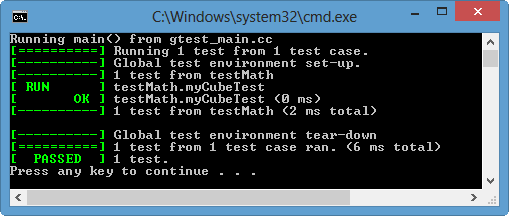 C:\Windows\system32\cmd.exe
Running main() from gtest_main.cc
[==========] Running 1 test from 1 test case.
[----------] Global test environment set-up.
[----------] 1 test from testMath
[ RUN      ] testMath.myCubeTest
[       OK ] testMath.myCubeTest (0 ms)
[----------] 1 test from testMath (2 ms total)
[----------] Global test environment tear-down
[==========] 1 test from 1 test case ran. (6 ms total)
[  PASSED  ] 1 test.
Press any key to continue . . .